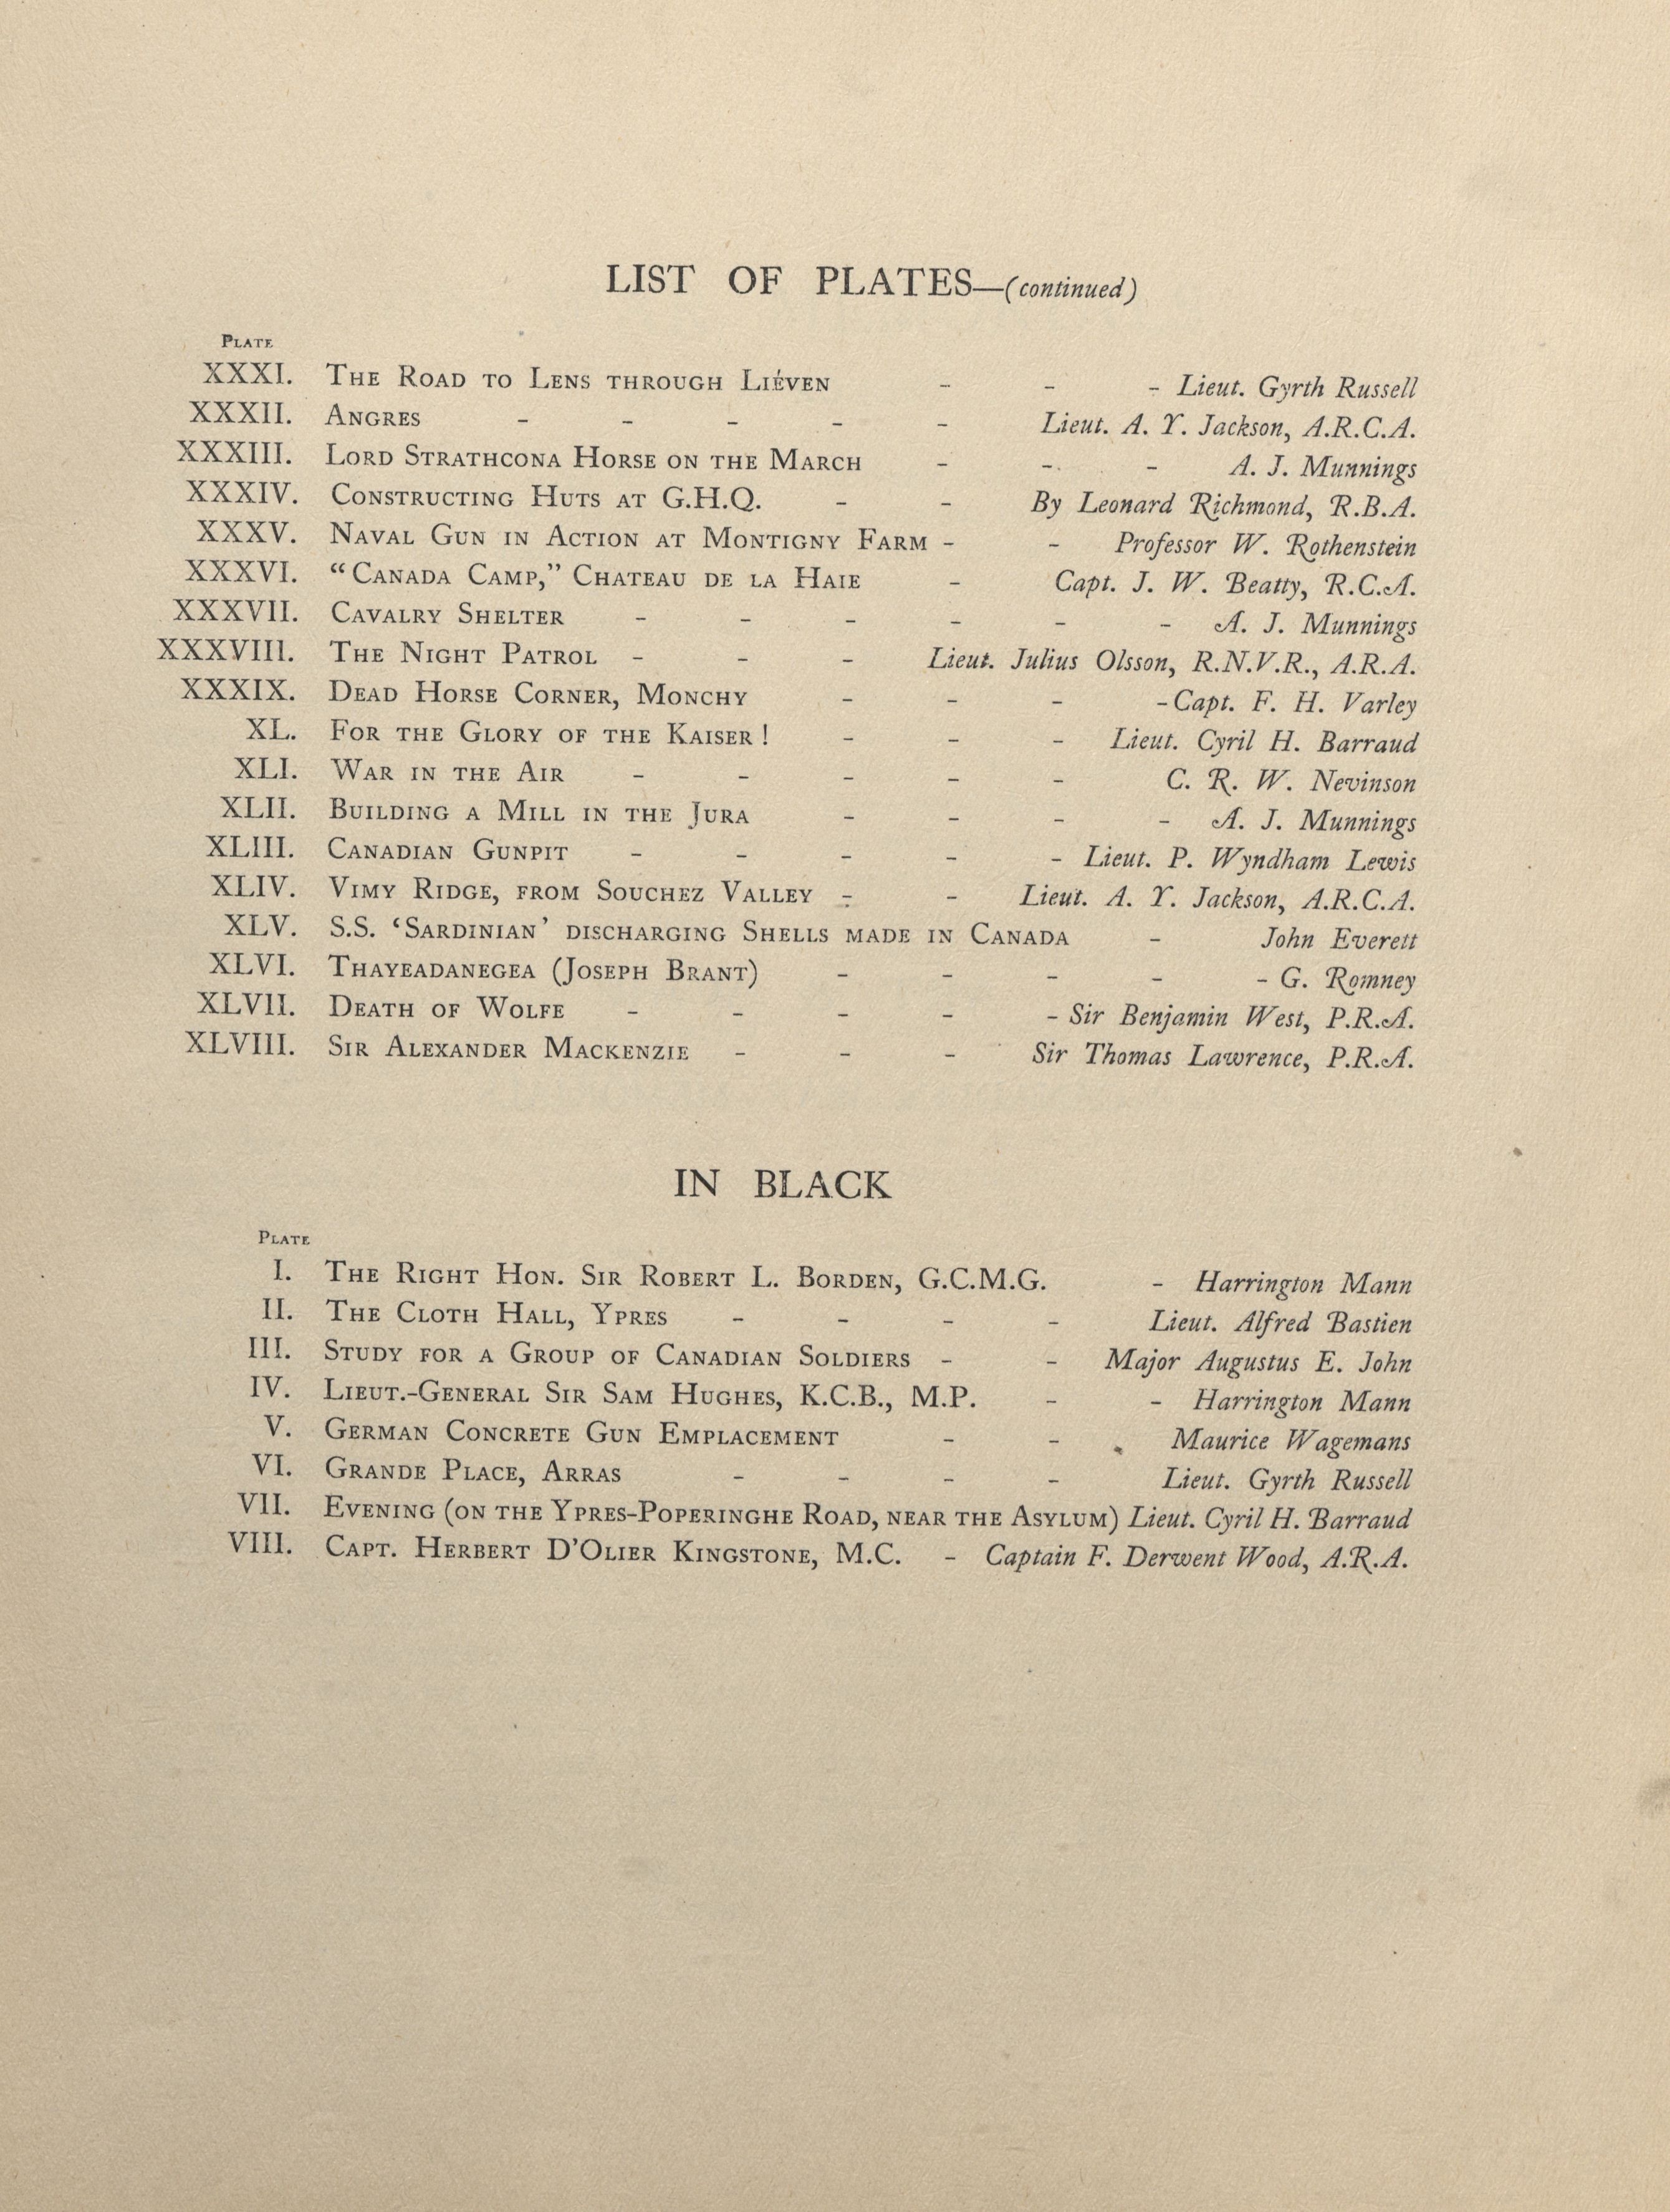 LIST OF PLATES—(continued)
PLATE
XXXI. THE ROAD TO LENS THROUGH LIÉVEN - - - Lieut. Gyrth Russell
XXXII. ANGRES - - - - - Lieut. A. Y. Jackson, A.R.C.A.
XXXIII. LORD STRATHCONA HORSE ON THE MARCH - - - A. J. Munnings
XXXIV. CONSTRUCTING HUTS AT G.H.Q. - - By Leonard Richmond, R.B.A.
XXXV. NAVAL GUN IN ACTION AT MONTIGNY FARM - - Professor W. Rothenstein
XXXVI. “CANADA CAMP,” CHATEAU DE LA HAIE - Capt. J. W. Beatty, R.C.A.
XXXVII. CAVALRY SHELTER - - - - - - A. J. Munnings
XXXVIII. THE NIGHT PATROL - - - Lieut. Julius Olsson, R.N.V.R., A.R.A.
XXXIX. DEAD HORSE CORNER, MONCHY - - - - Capt. F. H. Varley
XL. FOR THE GLORY OF THE KAISER! - - - Lieut. Cyril H. Barraud
XLI. WAR IN THE AIR - - - - - C. R. W. Nevinson
XLII. BUILDING A MILL IN THE JURA - - - - A. J. Munnings
XLIII. CANADIAN GUNPIT - - - - - Lieut. P. Wyndham Lewis
XLIV. VIMY RIDGE, FROM SOUCHEZ VALLEY - - Lieut. A. Y. Jackson, A.R.C.A.
XLV. S.S. ‘SARDINIAN’ DISCHARGING SHELLS MADE IN CANADA - John Everett
XLVI. THAYEADANEGEA (JOSEPH BRANT) - - - - - G. Romney
XLVII. DEATH OF WOLFE - - - - - Sir Benjamin West, P.R.A.
XLVIII. SIR ALEXANDER MACKENZIE - - - Sir Thomas Lawrence, P.R.A.
IN BLACK
PLATE
I. THE RIGHT HON. SIR ROBERT L. BORDEN, G.C.M.G. - Harrington Mann
II. THE CLOTH HALL, YPRES - - - - Lieut. Alfred Bastien
III. STUDY FOR A GROUP OF CANADIAN SOLDIERS - - Major Augustus E. John
IV. LIEUT.-GENERAL SIR SAM HUGHES, K.C.B., M.P. - - Harrington Mann
V. GERMAN CONCRETE GUN EMPLACEMENT - - Maurice Wagemans
VI. GRANDE PLACE, ARRAS - - - - Lieut. Gyrth Russell
VII. EVENING (ON THE YPRES-POPERINGHE ROAD, NEAR THE ASYLUM) Lieut. Cyril H. Barraud
VIII. CAPT. HERBERT D’OLIER KINGSTONE, M.C. - Captain F. Derwent Wood, A.R.A.